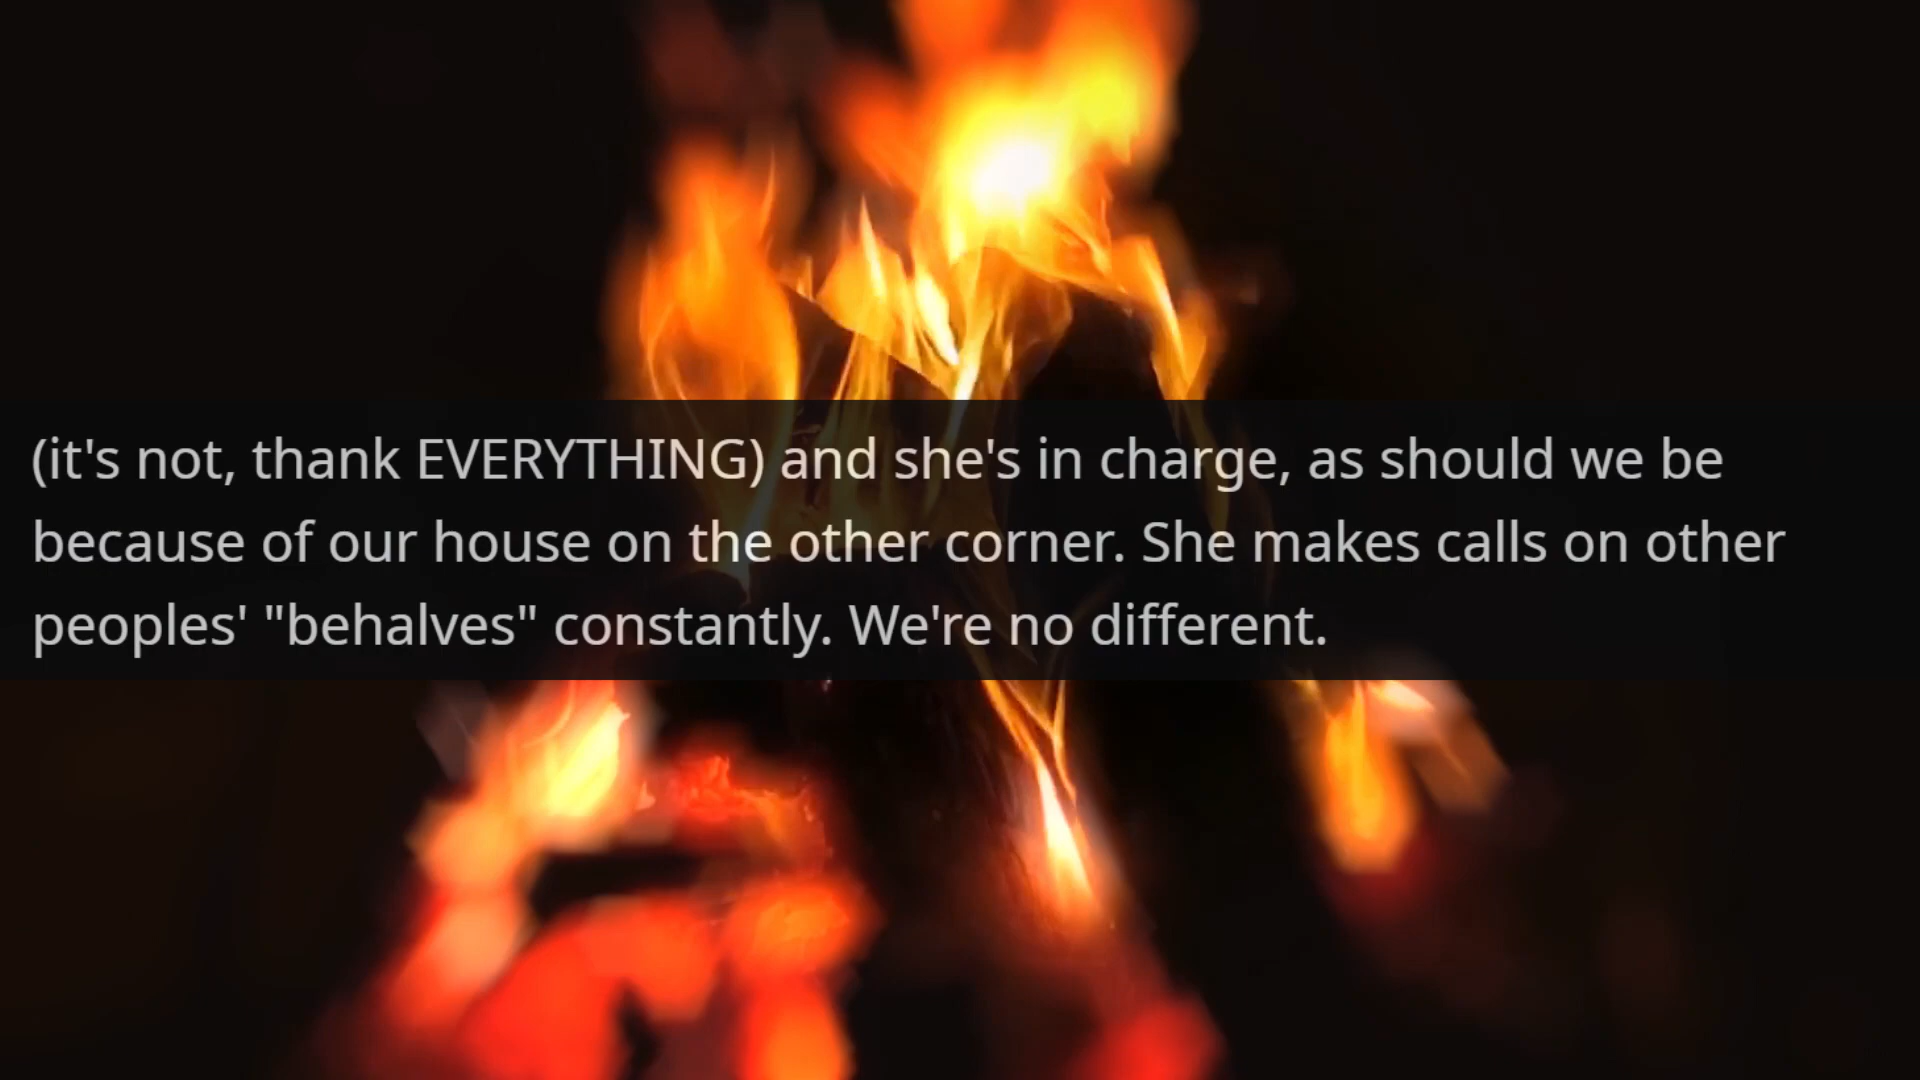 (it's not, thank EVERYTHING) and she's in charge, as should we be
because of our house on the other corner. She makes calls on other
peoples' "behalves" constantly. We're no different.